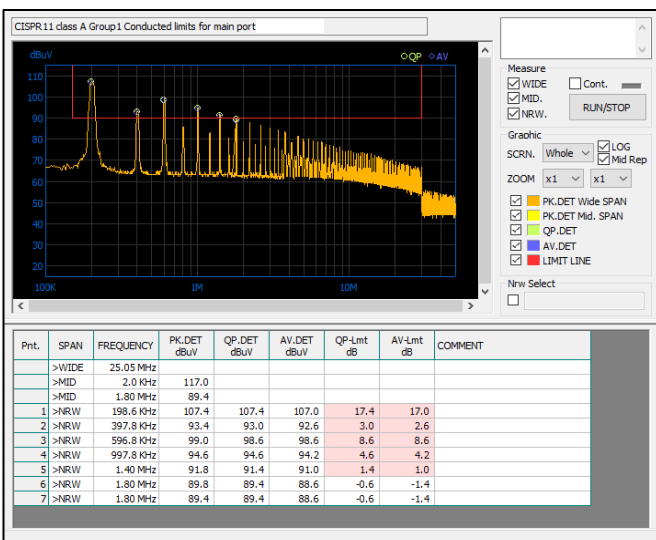 CISPR11 class A Group1 Conducted limits for main port
dBuV
QP AV
110
100
90
80
70
60
50
40
30
20
100K 1M 10M
Measure
WIDE Cont.
MID.
NRW.
RUN/STOP
Graphic
SCRN. Whole LOG
Mid Rep
ZOOM x1 x1
PK.DET Wide SPAN
PK.DET Mid. SPAN
QP.DET
AV.DET
LIMIT LINE
Nrw Select
Pnt. SPAN FREQUENCY PK.DET dBuV QP.DET dBuV AV.DET dBuV QP-Lmt dB AV-Lmt dB COMMENT
>WIDE 25.05 MHz
>MID 2.0 KHz 117.0
>MID 1.80 MHz 89.4
1 >NRW 198.6 KHz 107.4 107.4 107.0 17.4 17.0
2 >NRW 397.8 KHz 93.4 93.0 92.6 3.0 2.6
3 >NRW 596.8 KHz 99.0 98.6 98.6 8.6 8.6
4 >NRW 997.8 KHz 94.6 94.6 94.2 4.6 4.2
5 >NRW 1.40 MHz 91.8 91.4 91.0 1.4 1.0
6 >NRW 1.80 MHz 89.8 89.4 88.6 -0.6 -1.4
7 >NRW 1.80 MHz 89.4 89.4 88.6 -0.6 -1.4